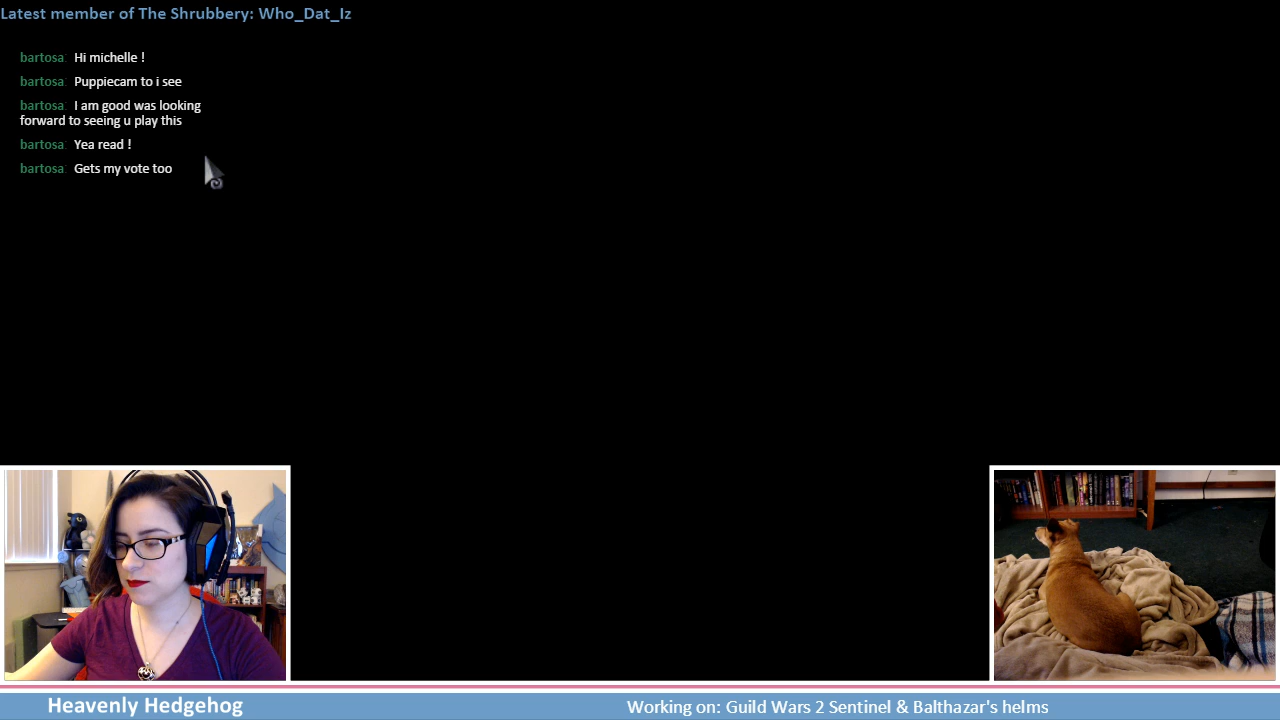 Latest member of The Shrubbery: Who_Dat_Iz
bartosa: Hi michelle !
bartosa: Puppiecam to i see
bartosa: I am good was looking
forward to seeing u play this
bartosa: Yea read !
bartosa: Gets my vote too
Heavenly Hedgehog
Working on: Guild Wars 2 Sentinel & Balthazar's helms